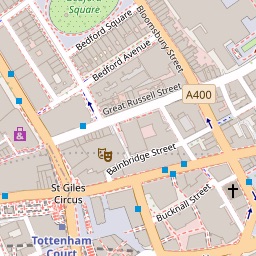 Bedford
Square
Bedford Square
Bloomsbury Street
Bedford Avenue
A400
Great Russell Street
Bainbridge Street
St Giles
Circus
Bucknall Street
Tottenham
Court